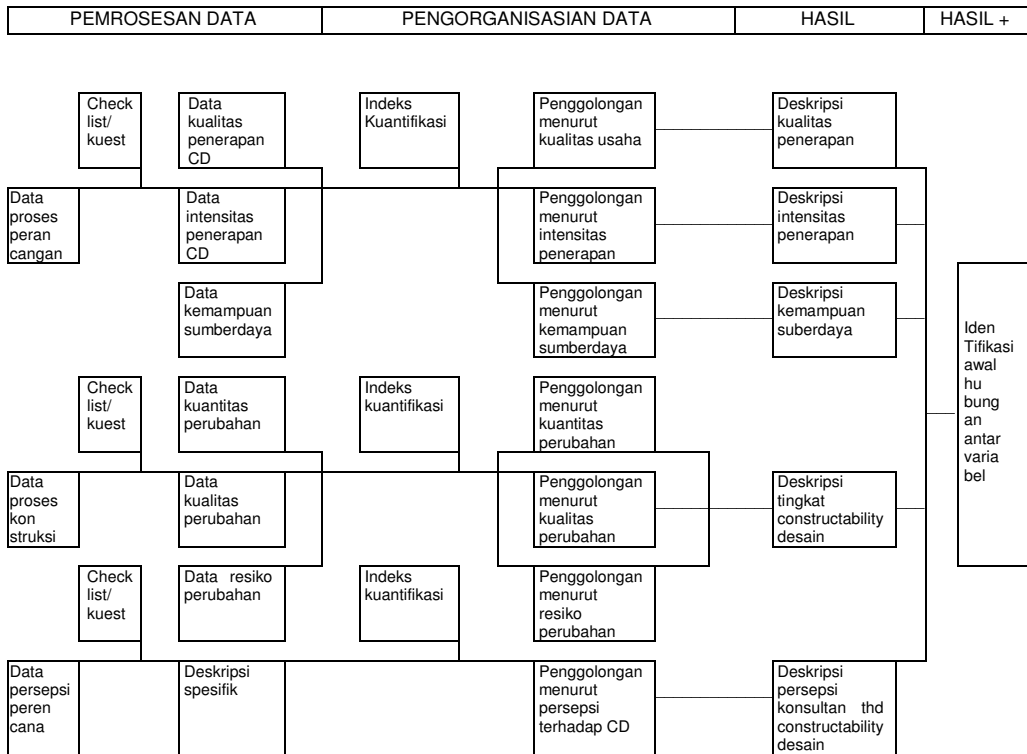 PEMROSESAN DATA
PENGORGANISASIAN DATA
HASIL
HASIL +
Check
list/
kuest
Data
kualitas
penerapan
CD
Indeks
Kuantifikasi
Penggolongan
menurut
kualitas usaha
Deskripsi
kualitas
penerapan
Data
proses
peran
cangan
Data
intensitas
penerapan
CD
Penggolongan
menurut
intensitas
penerapan
Deskripsi
intensitas
penerapan
Data
kemampuan
sumberdaya
Penggolongan
menurut
kemampuan
sumberdaya
Deskripsi
kemampuan
suberdaya
Iden
Tifikasi
awal
hu
bung
an
antar
varia
bel
Check
list/
kuest
Data
kuantitas
perubahan
Indeks
kuantifikasi
Penggolongan
menurut
kuantitas
perubahan
Data
proses
kon
struksi
Data
kualitas
perubahan
Penggolongan
menurut
kualitas
perubahan
Deskripsi
tingkat
constructability
desain
Check
list/
kuest
Data resiko
perubahan
Indeks
kuantifikasi
Penggolongan
menurut
resiko
perubahan
Data
persepsi
peren
cana
Deskripsi
spesifik
Penggolongan
menurut
persepsi
terhadap CD
Deskripsi
persepsi
konsultan thd
constructability
desain